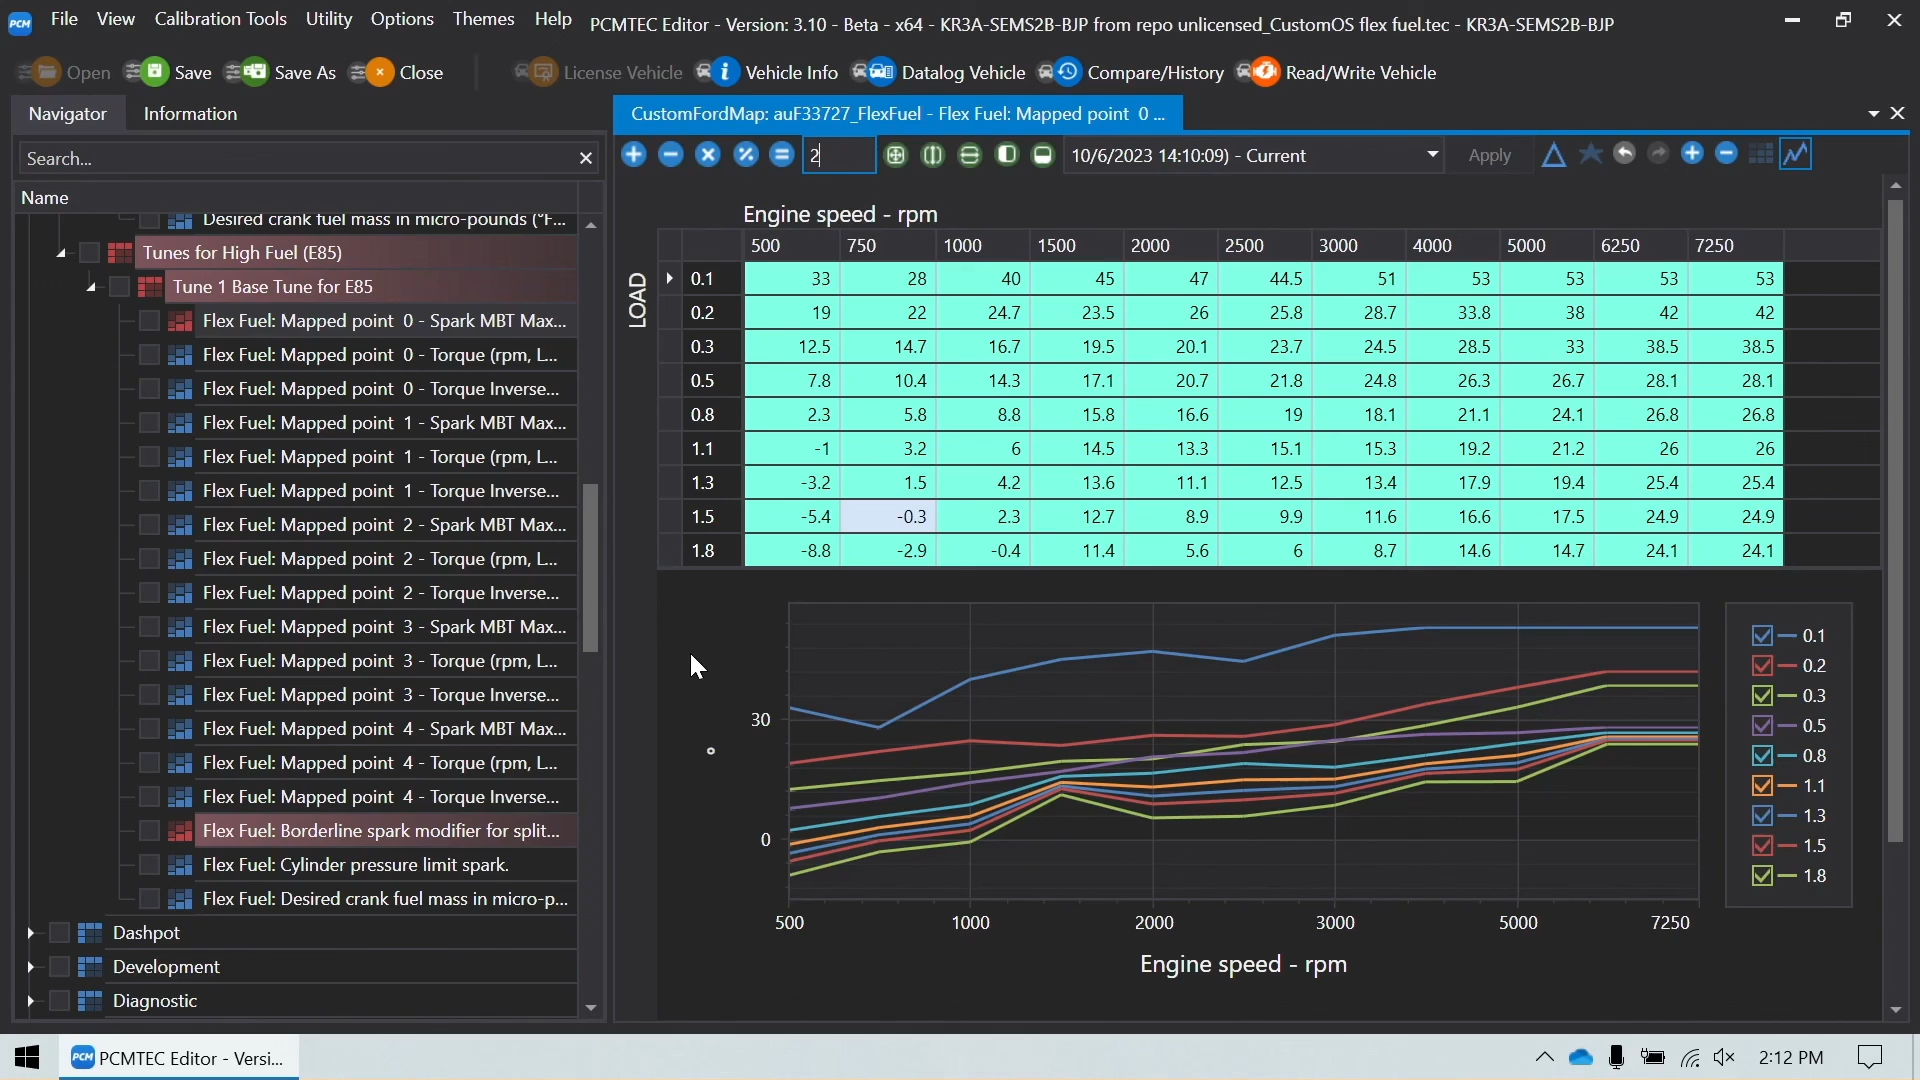 File View Calibration Tools Utility Options Themes Help PCMTEC Editor - Version: 3.10 - Beta - x64 - KR3A-SEMS2B-BJP from repo unlicensed_CustomOS flex fuel.tec - KR3A-SEMS2B-BJP
Open Save Save As Close License Vehicle Vehicle Info Datalog Vehicle Compare/History Read/Write Vehicle
Navigator Information
CustomFordMap: auF33727_FlexFuel - Flex Fuel: Mapped point 0 ...
Search...
2 10/6/2023 14:10:09) - Current Apply
Name
Desired crank fuel mass in micro-pounds (°F...
Tunes for High Fuel (E85)
Tune 1 Base Tune for E85
Flex Fuel: Mapped point 0 - Spark MBT Max...
Flex Fuel: Mapped point 0 - Torque (rpm, L...
Flex Fuel: Mapped point 0 - Torque Inverse...
Flex Fuel: Mapped point 1 - Spark MBT Max...
Flex Fuel: Mapped point 1 - Torque (rpm, L...
Flex Fuel: Mapped point 1 - Torque Inverse...
Flex Fuel: Mapped point 2 - Spark MBT Max...
Flex Fuel: Mapped point 2 - Torque (rpm, L...
Flex Fuel: Mapped point 2 - Torque Inverse...
Flex Fuel: Mapped point 3 - Spark MBT Max...
Flex Fuel: Mapped point 3 - Torque (rpm, L...
Flex Fuel: Mapped point 3 - Torque Inverse...
Flex Fuel: Mapped point 4 - Spark MBT Max...
Flex Fuel: Mapped point 4 - Torque (rpm, L...
Flex Fuel: Mapped point 4 - Torque Inverse...
Flex Fuel: Borderline spark modifier for split...
Flex Fuel: Cylinder pressure limit spark.
Flex Fuel: Desired crank fuel mass in micro-p...
Dashpot
Development
Diagnostic
Engine speed - rpm
500 750 1000 1500 2000 2500 3000 4000 5000 6250 7250
LOAD
0.1 33 28 40 45 47 44.5 51 53 53 53 53
0.2 19 22 24.7 23.5 26 25.8 28.7 33.8 38 42 42
0.3 12.5 14.7 16.7 19.5 20.1 23.7 24.5 28.5 33 38.5 38.5
0.5 7.8 10.4 14.3 17.1 20.7 21.8 24.8 26.3 26.7 28.1 28.1
0.8 2.3 5.8 8.8 15.8 16.6 19 18.1 21.1 24.1 26.8 26.8
1.1 -1 3.2 6 14.5 13.3 15.1 15.3 19.2 21.2 26 26
1.3 -3.2 1.5 4.2 13.6 11.1 12.5 13.4 17.9 19.4 25.4 25.4
1.5 -5.4 -0.3 2.3 12.7 8.9 9.9 11.6 16.6 17.5 24.9 24.9
1.8 -8.8 -2.9 -0.4 11.4 5.6 6 8.7 14.6 14.7 24.1 24.1
30
0
500 1000 2000 3000 5000 7250
Engine speed - rpm
0.1
0.2
0.3
0.5
0.8
1.1
1.3
1.5
1.8
PCM PCMTEC Editor - Versi... 2:12 PM